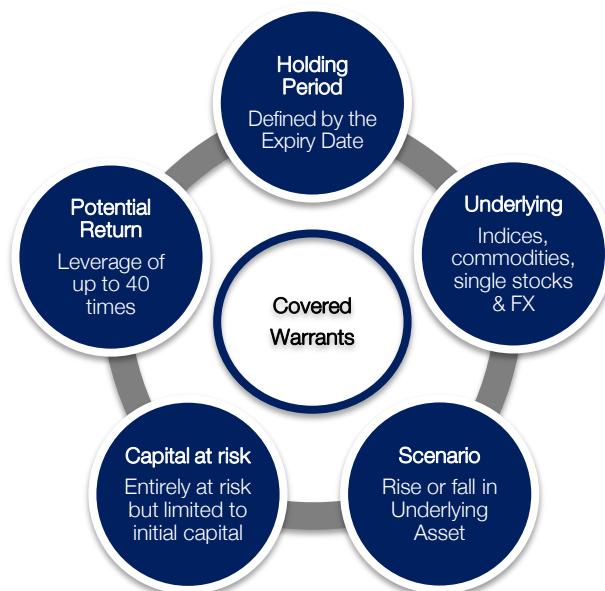 Holding
Period
Defined by the
Expiry Date
Underlying
Indices,
commodities,
single stocks
& FX
Scenario
Rise or fall in
Underlying
Asset
Capital at risk
Entirely at risk
but limited to
initial capital
Potential
Return
Leverage of
up to 40
times
Covered
Warrants